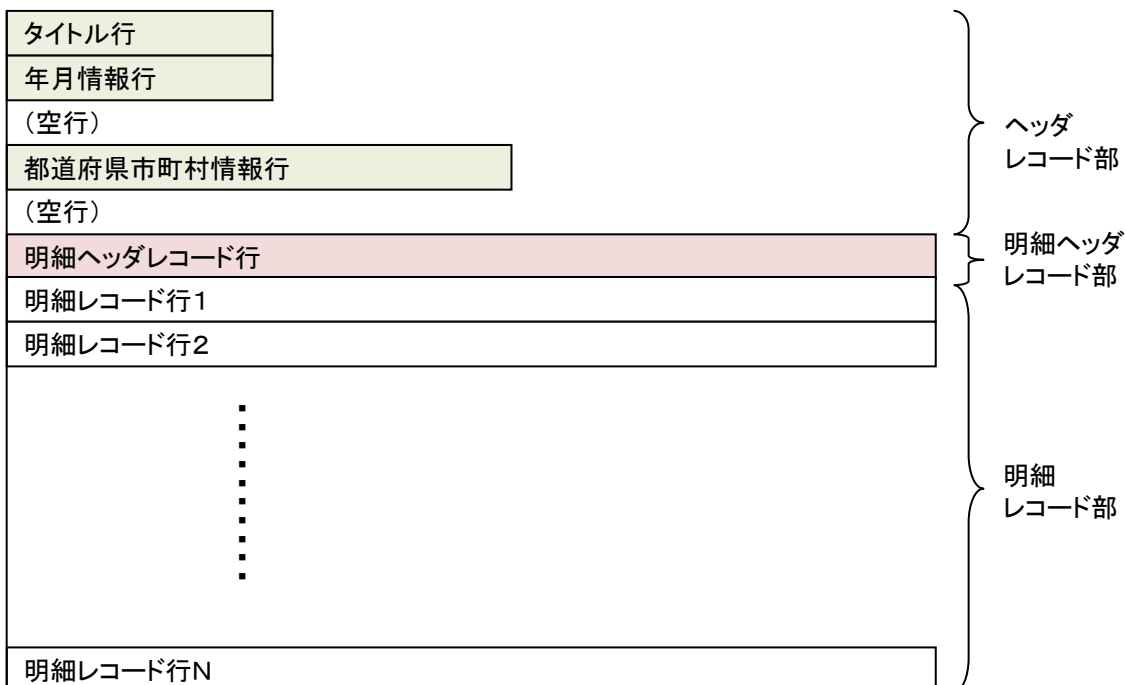 タイトル行
年月情報行
（空行）
都道府県市町村情報行
（空行）
明細ヘッダレコード行
明細レコード行１
明細レコード行２
明細レコード行Ｎ
ヘッダ
レコード部
明細ヘッダ
レコード部
明細
レコード部